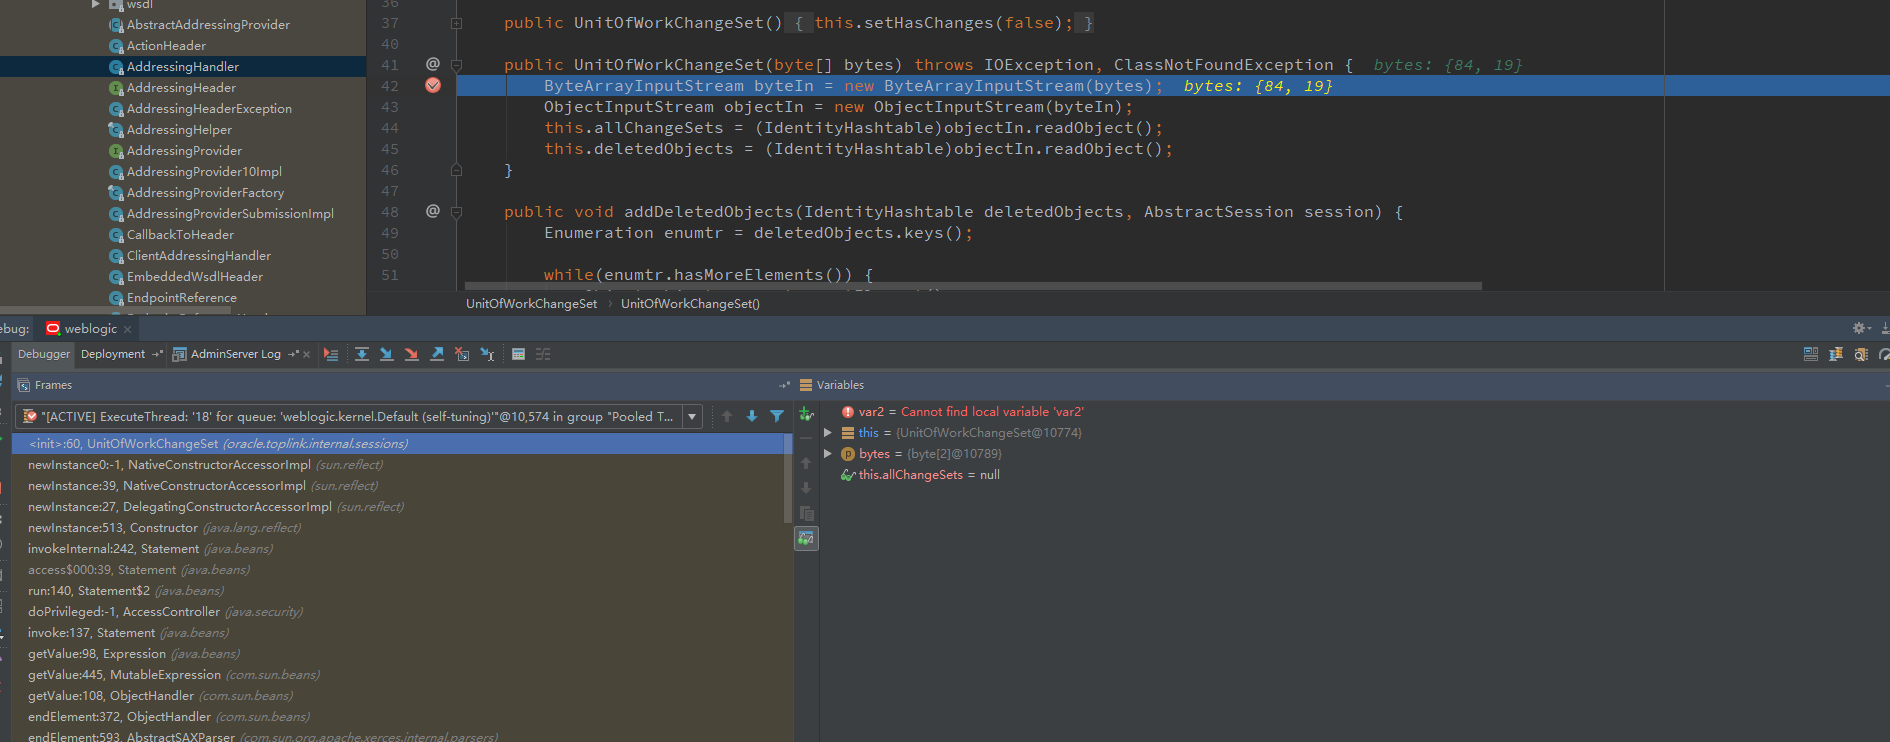 wsdl
AbstractAddressingProvider
ActionHeader
AddressingHandler
AddressingHeader
AddressingHeaderException
AddressingHelper
AddressingProvider
AddressingProvider10Impl
AddressingProviderFactory
AddressingProviderSubmissionImpl
CallbackToHeader
ClientAddressingHandler
EmbeddedWsdlHeader
EndpointReference
36
37 public UnitOfWorkChangeSet() { this.setHasChanges(false); }
40
41 public UnitOfWorkChangeSet(byte[] bytes) throws IOException, ClassNotFoundException { bytes: {84, 19}
42 ByteArrayInputStream byteIn = new ByteArrayInputStream(bytes); bytes: {84, 19}
43 ObjectInputStream objectIn = new ObjectInputStream(byteIn);
44 this.allChangeSets = (IdentityHashtable)objectIn.readObject();
45 this.deletedObjects = (IdentityHashtable)objectIn.readObject();
46 }
47
48 public void addDeletedObjects(IdentityHashtable deletedObjects, AbstractSession session) {
49 Enumeration enumtr = deletedObjects.keys();
50
51 while(enumtr.hasMoreElements()) {
UnitOfWorkChangeSet › UnitOfWorkChangeSet()
ebug: weblogic
Debugger Deployment AdminServer Log
Frames
"[ACTIVE] ExecuteThread: '18' for queue: 'weblogic.kernel.Default (self-tuning)'"@10,574 in group "Pooled T...
<init>:60, UnitOfWorkChangeSet (oracle.toplink.internal.sessions)
newInstance0:-1, NativeConstructorAccessorImpl (sun.reflect)
newInstance:39, NativeConstructorAccessorImpl (sun.reflect)
newInstance:27, DelegatingConstructorAccessorImpl (sun.reflect)
newInstance:513, Constructor (java.lang.reflect)
invokeInternal:242, Statement (java.beans)
access$000:39, Statement (java.beans)
run:140, Statement$2 (java.beans)
doPrivileged:-1, AccessController (java.security)
invoke:137, Statement (java.beans)
getValue:98, Expression (java.beans)
getValue:445, MutableExpression (com.sun.beans)
getValue:108, ObjectHandler (com.sun.beans)
endElement:372, ObjectHandler (com.sun.beans)
endElement:593, AbstractSAXParser (com.sun.org.apache.xerces.internal.parsers)
Variables
var2 = Cannot find local variable 'var2'
this = {UnitOfWorkChangeSet@10774}
bytes = {byte[2]@10789}
this.allChangeSets = null